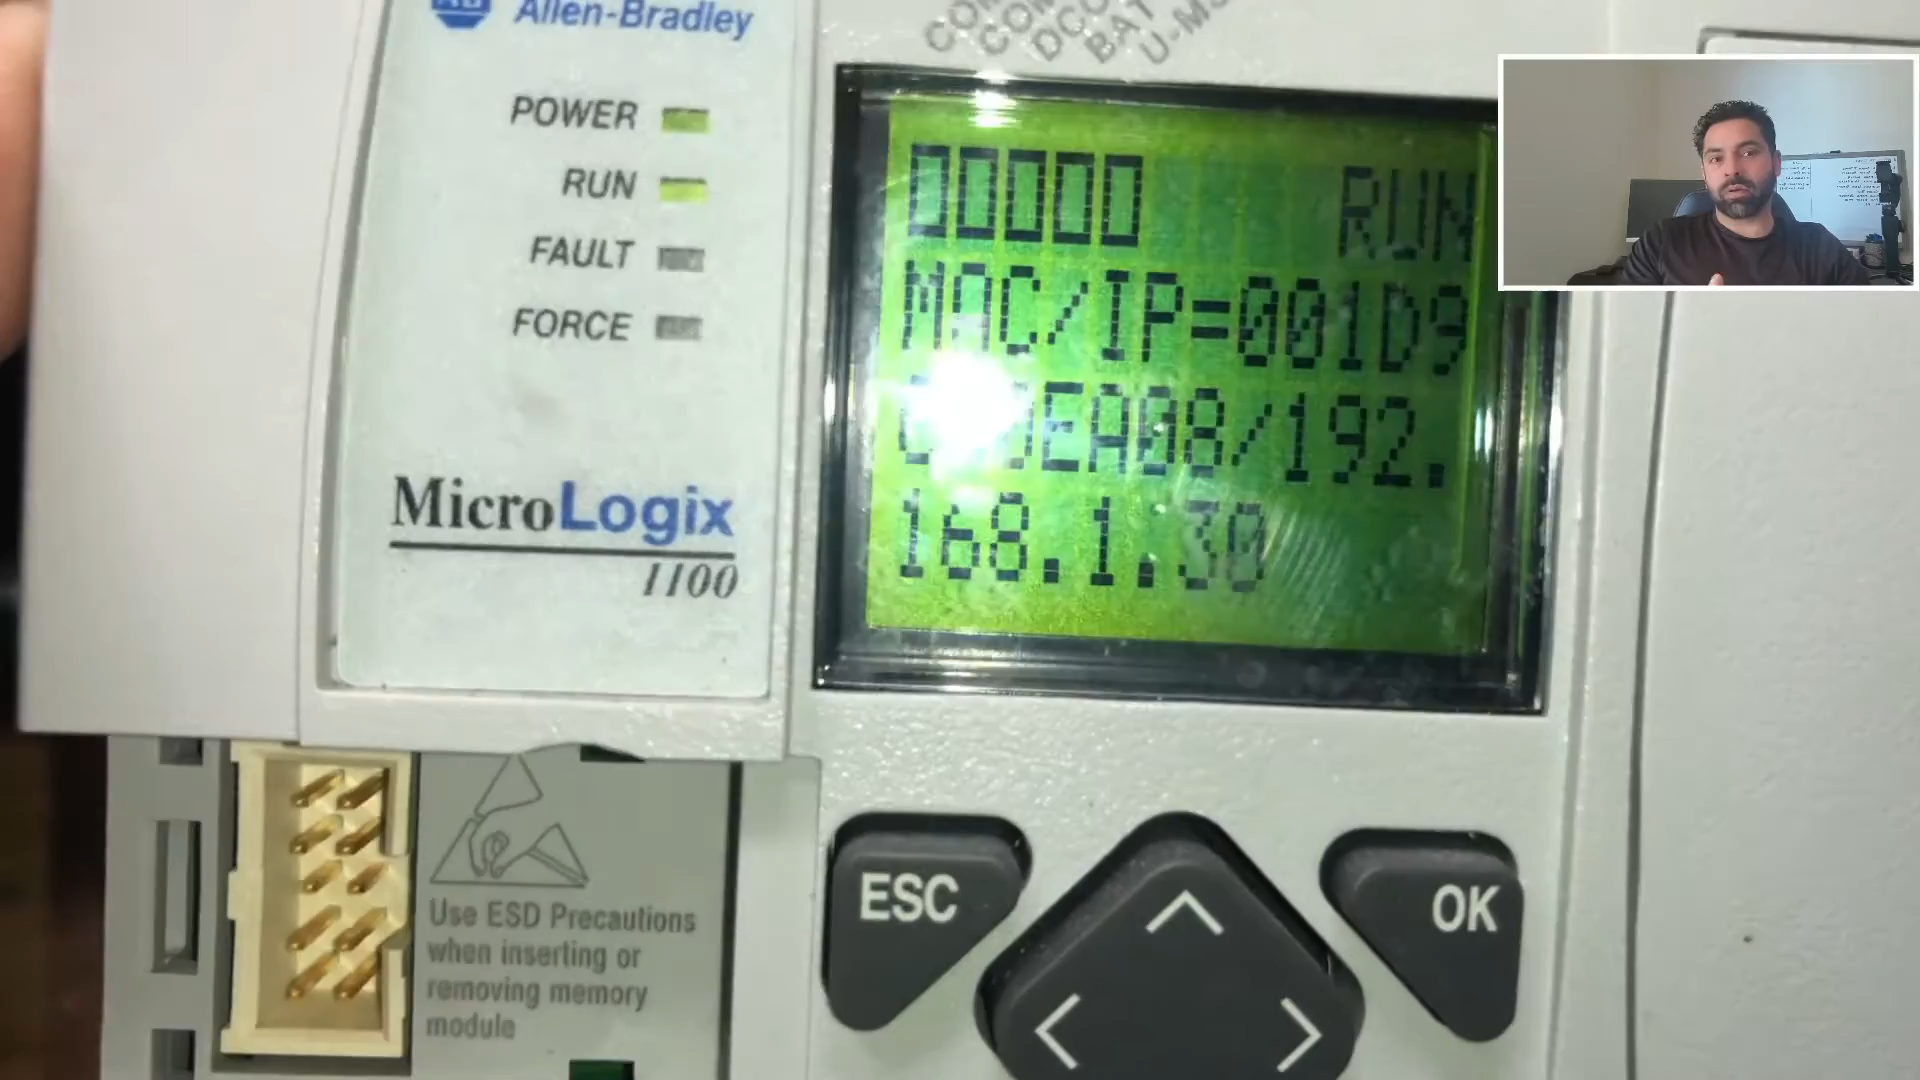 Allen-Bradley
POWER
RUN
FAULT
FORCE
MicroLogix
1100
BAT
RUN
MAC/IP=001D9
EA08/192.
168.1.30
ESC
OK
Use ESD Precautions
when inserting or
removing memory
module